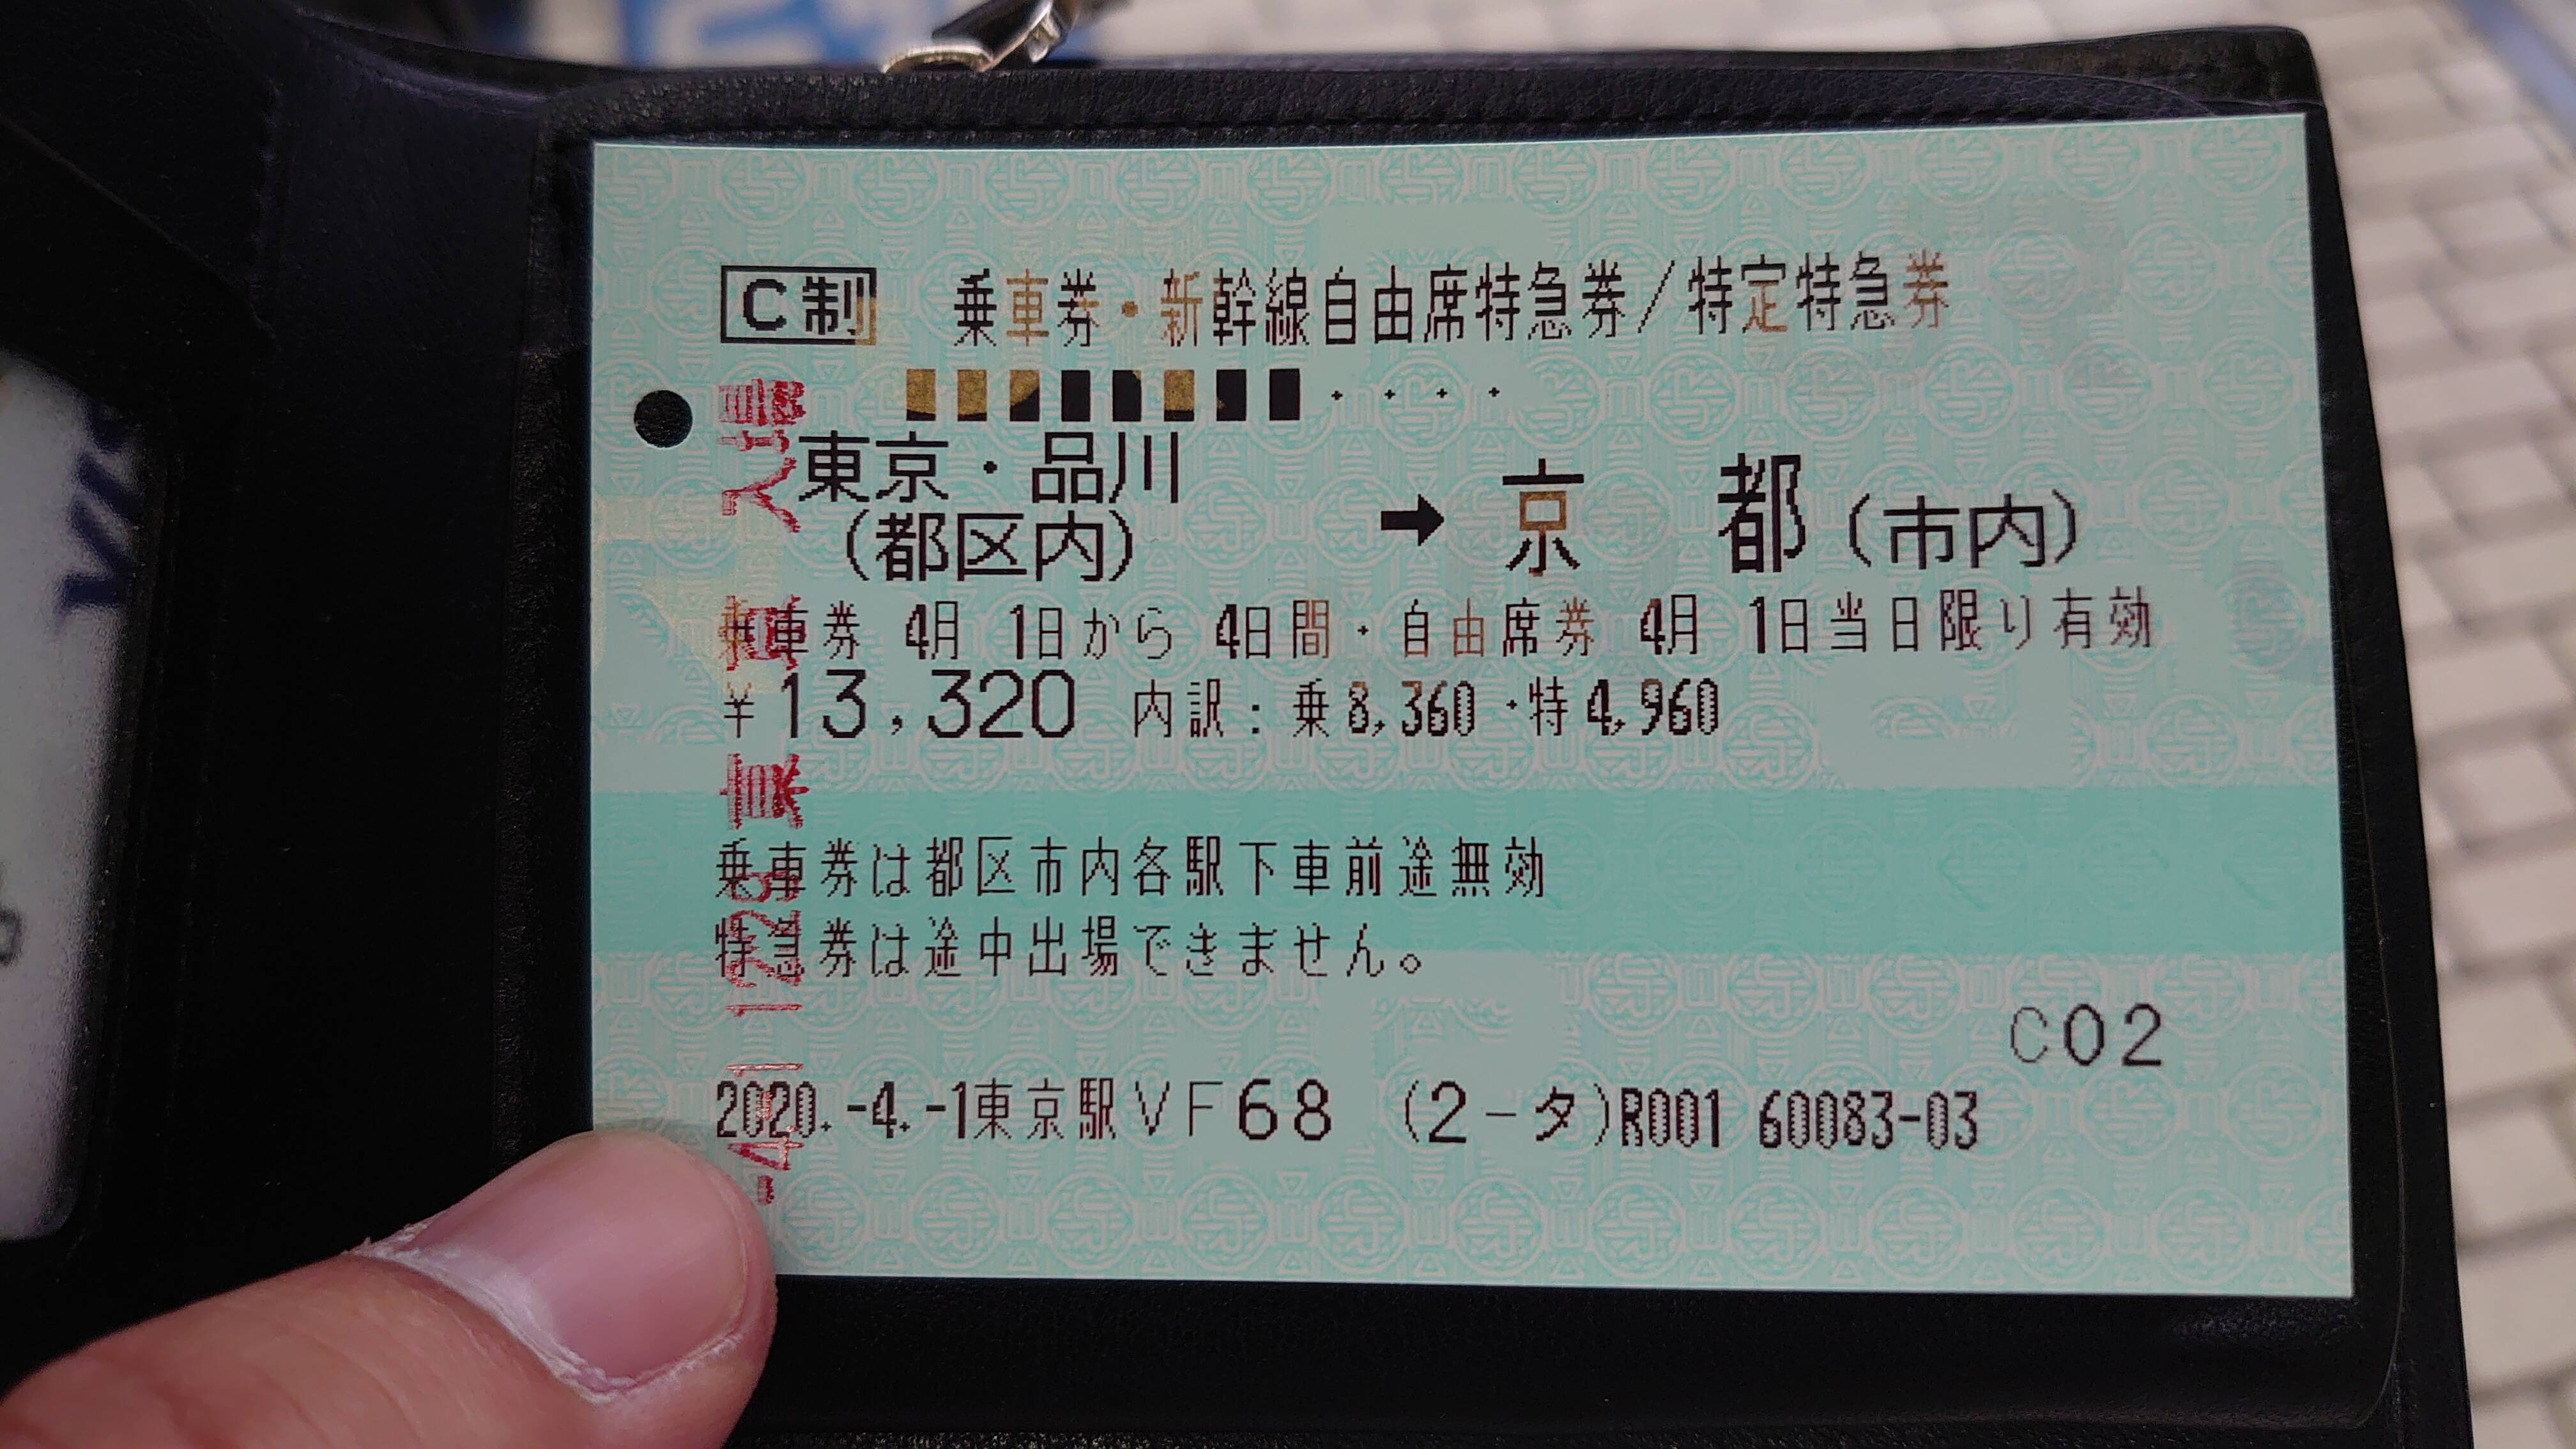 C制 乗車券・新幹線自由席特急券/特定特急券
東京・品川
(都区内)
➡ 京 都(市内)
乗車券 4月 1日から 4日間・自由席券 4月 1日当日限り有効
¥13,320 内訳:乗8,360・特4,960
乗車券は都区市内各駅下車前途無効
特急券は途中出場できません。
C02
2020.-4.-1東京駅VF68 (2-タ)R001 60083-03
入場